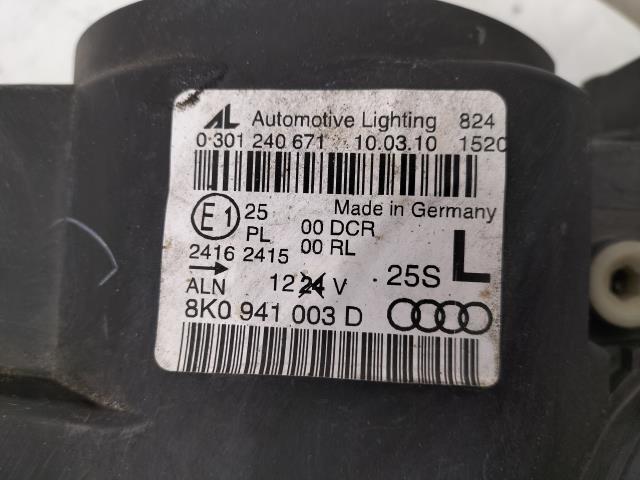 AL Automotive Lighting 824
0 301 240 671 10.03.10 1520
E1 25 Made in Germany
PL 00 DCR
00 RL
2416 2415
12 24 V 25S L
ALN
8K0 941 003 D